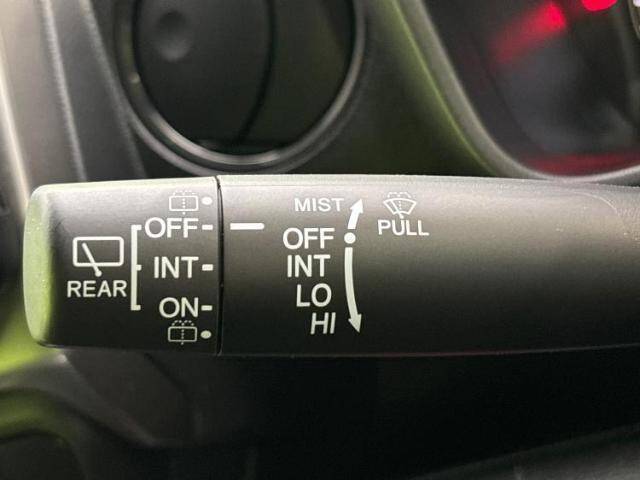 REAR
OFF
INT
ON
MIST
OFF
INT
LO
HI
PULL